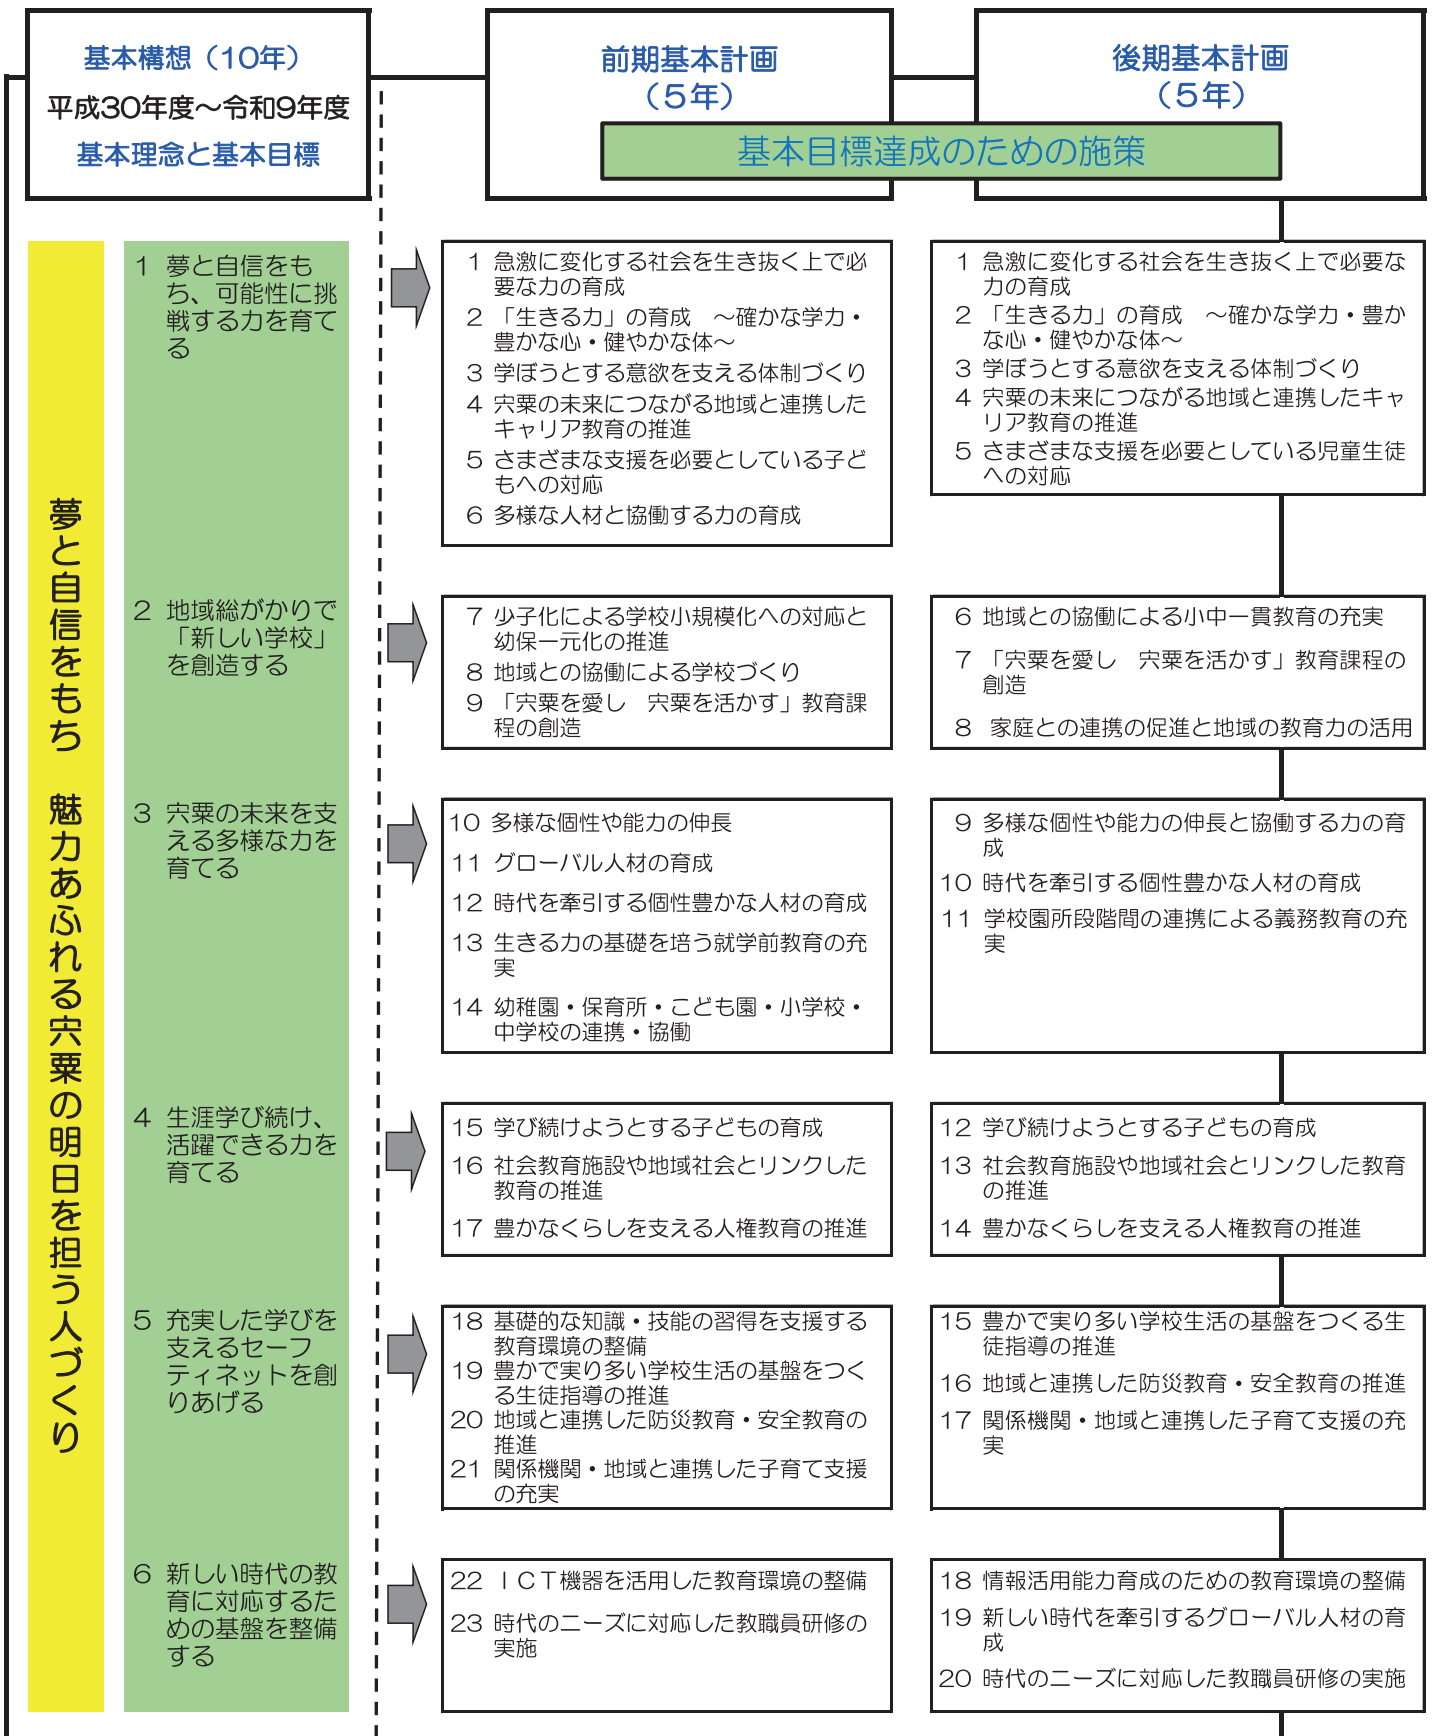 基本構想（10年）
平成30年度～令和9年度
基本理念と基本目標
前期基本計画
（5年）
後期基本計画
（5年）
基本目標達成のための施策
夢と自信をもち　魅力あふれる宍粟の明日を担う人づくり
1 夢と自信をも
ち、可能性に挑
戦する力を育て
る
1 急激に変化する社会を生き抜く上で必
要な力の育成
2 「生きる力」の育成　～確かな学力・
豊かな心・健やかな体～
3 学ぼうとする意欲を支える体制づくり
4 宍粟の未来につながる地域と連携した
キャリア教育の推進
5 さまざまな支援を必要としている子ど
もへの対応
6 多様な人材と協働する力の育成
1 急激に変化する社会を生き抜く上で必要な
力の育成
2 「生きる力」の育成　～確かな学力・豊か
な心・健やかな体～
3 学ぼうとする意欲を支える体制づくり
4 宍粟の未来につながる地域と連携したキャ
リア教育の推進
5 さまざまな支援を必要としている児童生徒
への対応
2 地域総がかりで
「新しい学校」
を創造する
7 少子化による学校小規模化への対応と
幼保一元化の推進
8 地域との協働による学校づくり
9 「宍粟を愛し　宍粟を活かす」教育課
程の創造
6 地域との協働による小中一貫教育の充実
7 「宍粟を愛し　宍粟を活かす」教育課程の
創造
8 家庭との連携の促進と地域の教育力の活用
3 宍粟の未来を支
える多様な力を
育てる
10 多様な個性や能力の伸長
11 グローバル人材の育成
12 時代を牽引する個性豊かな人材の育成
13 生きる力の基礎を培う就学前教育の充
実
14 幼稚園・保育所・こども園・小学校・
中学校の連携・協働
9 多様な個性や能力の伸長と協働する力の育
成
10 時代を牽引する個性豊かな人材の育成
11 学校園所段階間の連携による義務教育の充
実
4 生涯学び続け、
活躍できる力を
育てる
15 学び続けようとする子どもの育成
16 社会教育施設や地域社会とリンクした
教育の推進
17 豊かなくらしを支える人権教育の推進
12 学び続けようとする子どもの育成
13 社会教育施設や地域社会とリンクした教育
の推進
14 豊かなくらしを支える人権教育の推進
5 充実した学びを
支えるセーフ
ティネットを創
りあげる
18 基礎的な知識・技能の習得を支援する
教育環境の整備
19 豊かで実り多い学校生活の基盤をつく
る生徒指導の推進
20 地域と連携した防災教育・安全教育の
推進
21 関係機関・地域と連携した子育て支援
の充実
15 豊かで実り多い学校生活の基盤をつくる生
徒指導の推進
16 地域と連携した防災教育・安全教育の推進
17 関係機関・地域と連携した子育て支援の充
実
6 新しい時代の教
育に対応するた
めの基盤を整備
する
22 ＩＣＴ機器を活用した教育環境の整備
23 時代のニーズに対応した教職員研修の
実施
18 情報活用能力育成のための教育環境の整備
19 新しい時代を牽引するグローバル人材の育
成
20 時代のニーズに対応した教職員研修の実施